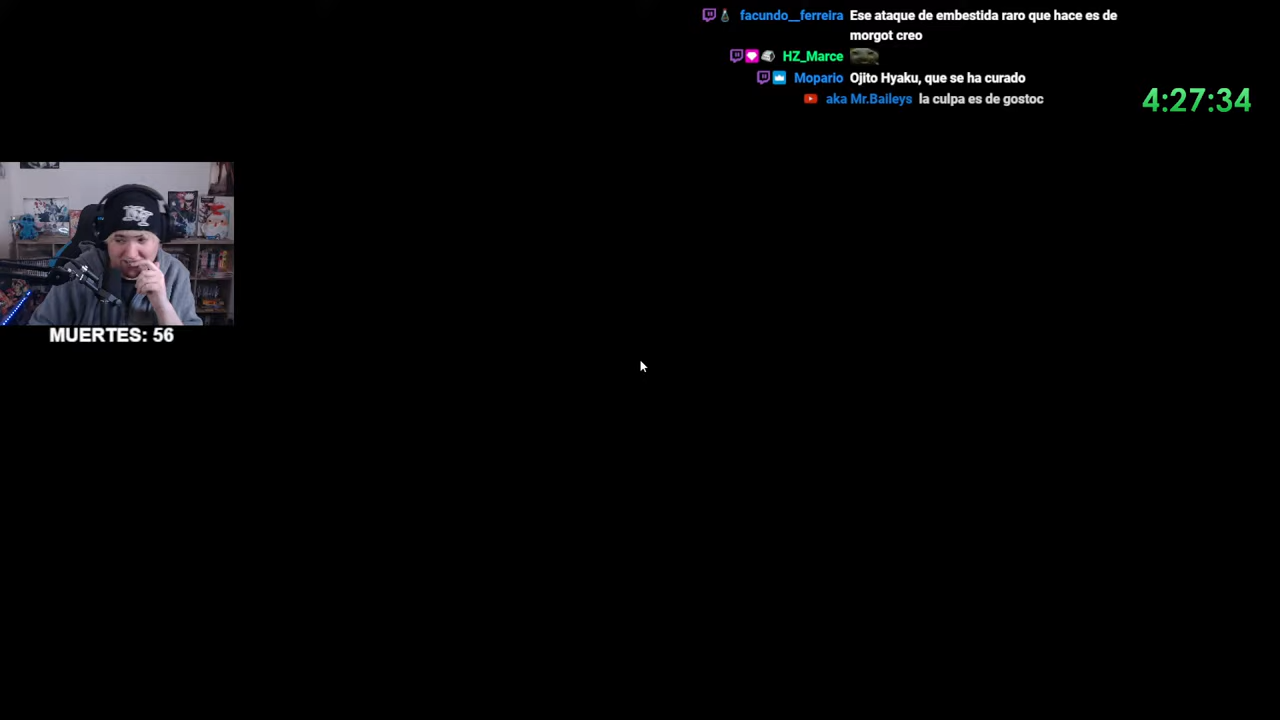 facundo__ferreira Ese ataque de embestida raro que hace es de
morgot creo
HZ_Marce
Mopario Ojito Hyaku, que se ha curado
aka Mr.Baileys la culpa es de gostoc
4:27:34
MUERTES: 56